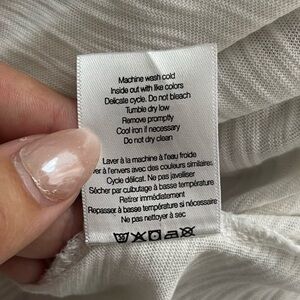 Machine wash cold
Inside out with like colors
Delicate cycle. Do not bleach
Tumble dry low
Remove promptly
Cool iron if necessary
Do not dry clean
Laver à la machine à l'eau froide
à l'envers avec des couleurs similaires.
Cycle délicat. Ne pas javeliser
Sécher par culbutage à basse température
Retirer immédiatement
Repasser à basse température si nécessaire
Ne pas nettoyer à sec